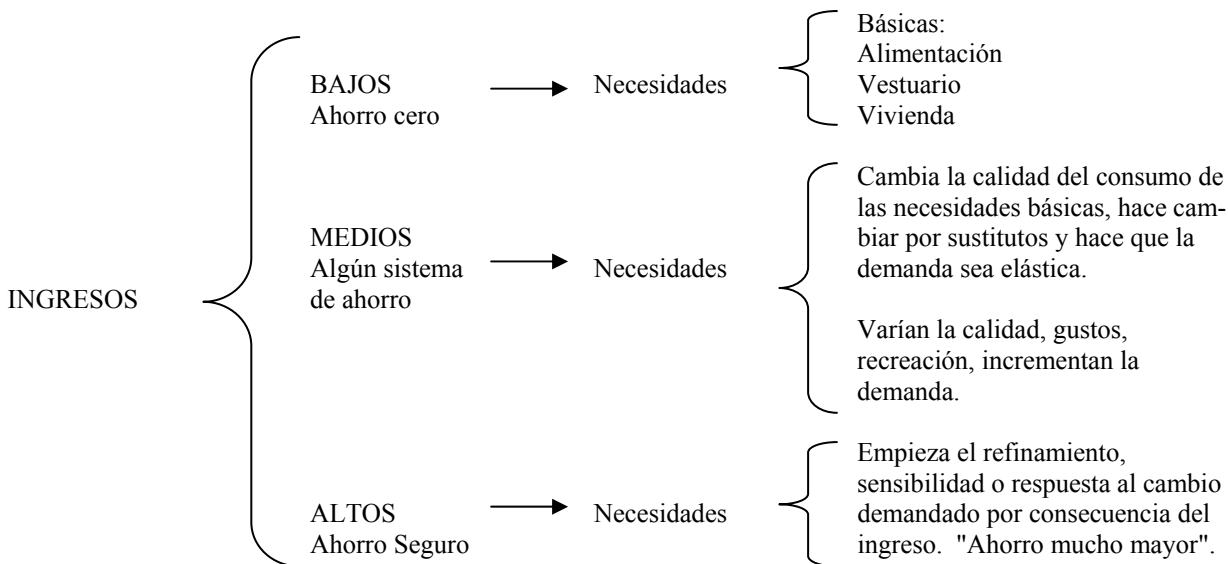 INGRESOS
BAJOS
Ahorro cero
Necesidades
Básicas:
Alimentación
Vestuario
Vivienda
MEDIOS
Algún sistema
de ahorro
Necesidades
Cambia la calidad del consumo de
las necesidades básicas, hace cam-
biar por sustitutos y hace que la
demanda sea elástica.
Varían la calidad, gustos,
recreación, incrementan la
demanda.
ALTOS
Ahorro Seguro
Necesidades
Empieza el refinamiento,
sensibilidad o respuesta al cambio
demandado por consecuencia del
ingreso. "Ahorro mucho mayor".